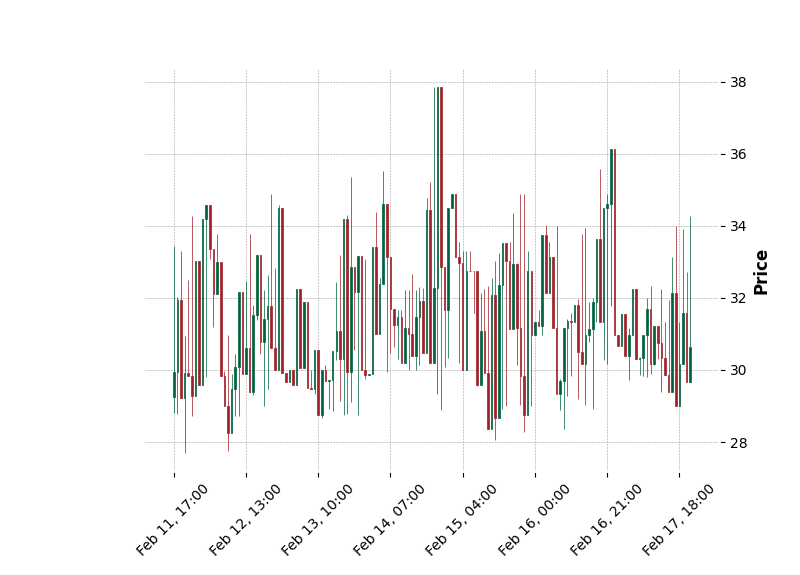 38
36
34
32
30
28
Price
Feb 11, 17:00
Feb 12, 13:00
Feb 13, 10:00
Feb 14, 07:00
Feb 15, 04:00
Feb 16, 00:00
Feb 16, 21:00
Feb 17, 18:00